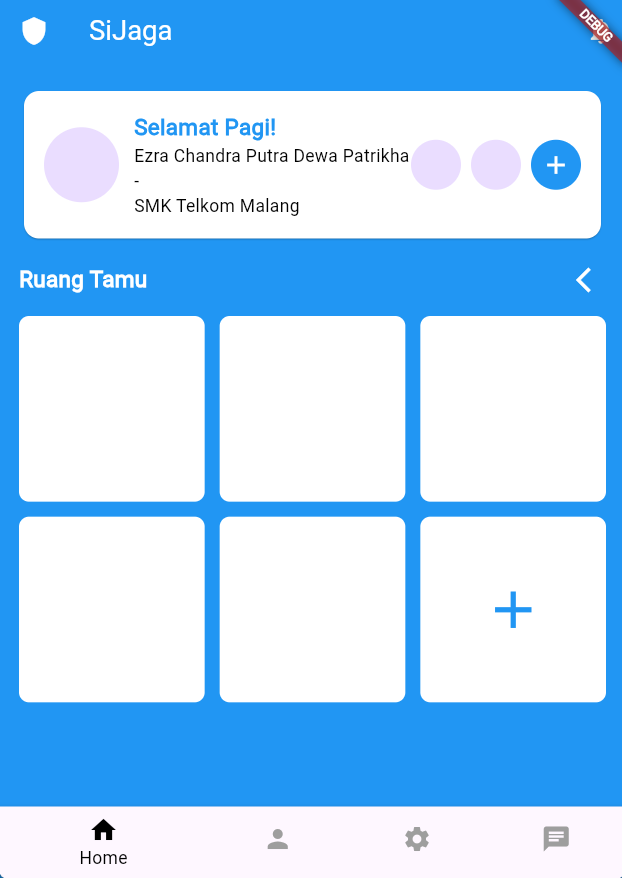 SiJaga
DEBUG
Selamat Pagi!
Ezra Chandra Putra Dewa Patrikha
-
SMK Telkom Malang
Ruang Tamu
Home